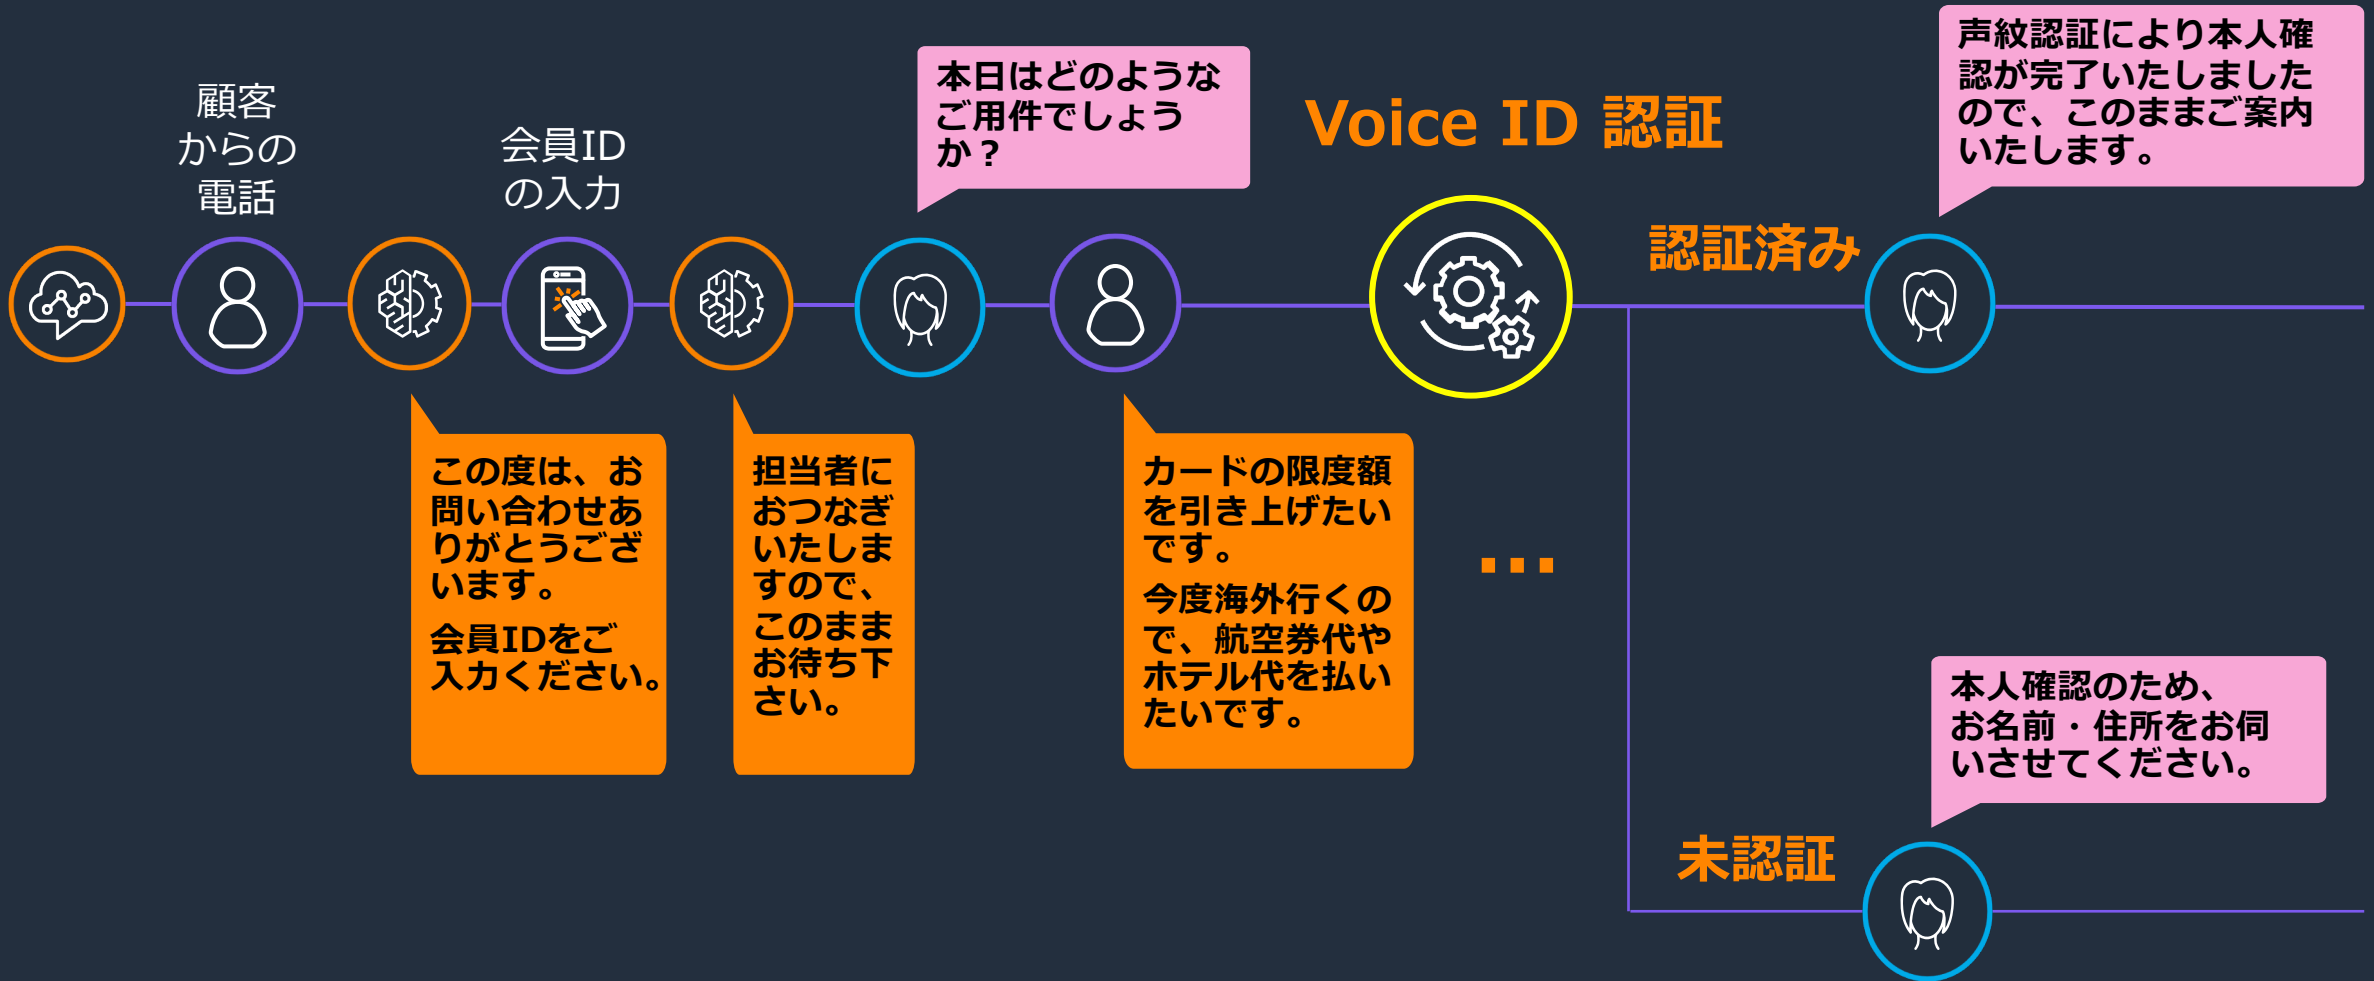 顧客
からの
電話
会員ID
の入力
本日はどのような
ご用件でしょう
か？
Voice ID 認証
声紋認証により本人確
認が完了いたしました
ので、このままご案内
いたします。
認証済み
この度は、お
問い合わせあ
りがとうござ
います。
会員IDをご
入力ください。
担当者に
おつなぎ
いたしま
すので、
このまま
お待ち下
さい。
カードの限度額
を引き上げたい
です。
今度海外行くの
で、航空券代や
ホテル代を払い
たいです。
...
本人確認のため、
お名前・住所をお伺
いさせてください。
未認証